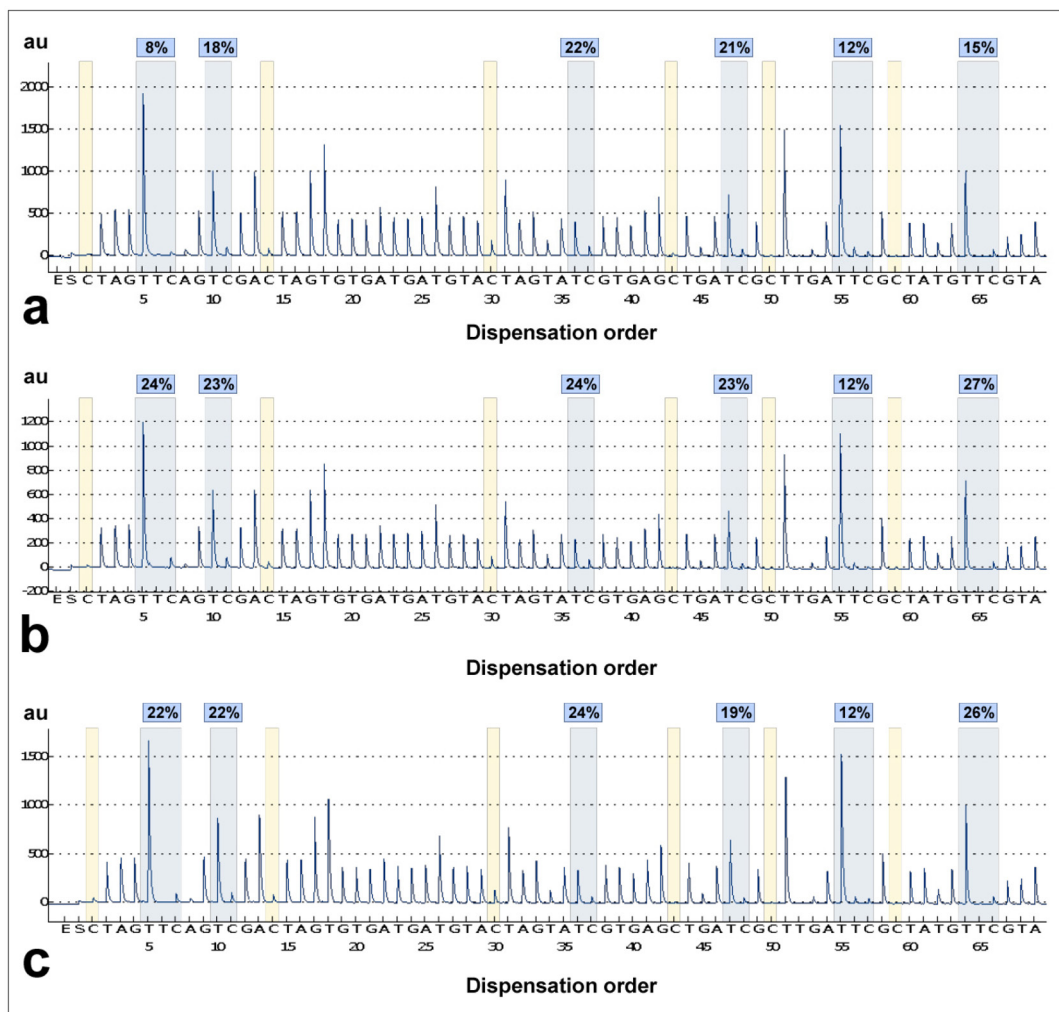 au
8% 18% 22% 21% 12% 15%
2000
1500
1000
500
0
E S C T A G T T C A G T C G A C T A G T G T G A T G A T G T A C T A G T A T C G T G A G C T G A T C G C T T G A T T C G C T A T G T T C G T A
5 10 15 20 25 30 35 40 45 50 55 60 65
a
Dispensation order
au
24% 23% 24% 23% 12% 27%
1200
1000
800
600
400
200
0
-200
E S C T A G T T C A G T C G A C T A G T G T G A T G A T G T A C T A G T A T C G T G A G C T G A T C G C T T G A T T C G C T A T G T T C G T A
5 10 15 20 25 30 35 40 45 50 55 60 65
b
Dispensation order
au
22% 22% 24% 19% 12% 26%
1500
1000
500
0
E S C T A G T T C A G T C G A C T A G T G T G A T G A T G T A C T A G T A T C G T G A G C T G A T C G C T T G A T T C G C T A T G T T C G T A
5 10 15 20 25 30 35 40 45 50 55 60 65
c
Dispensation order